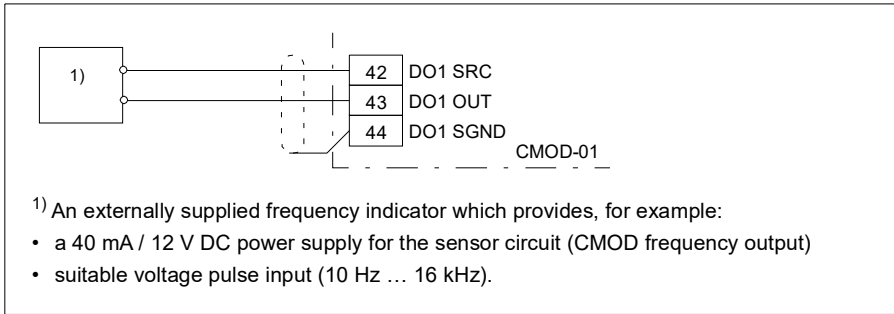 1)
42 DO1 SRC
43 DO1 OUT
44 DO1 SGND
CMOD-01
1) An externally supplied frequency indicator which provides, for example:
• a 40 mA / 12 V DC power supply for the sensor circuit (CMOD frequency output)
• suitable voltage pulse input (10 Hz … 16 kHz).